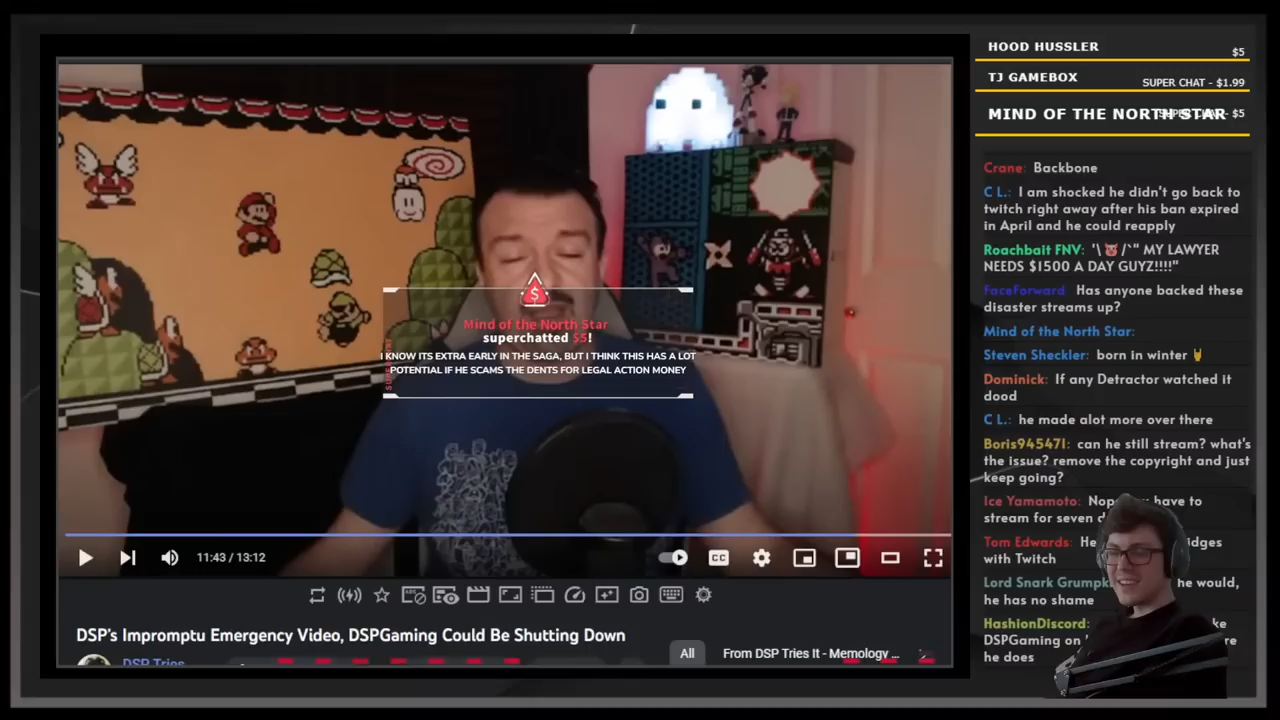 HOOD HUSSLER
$5
TJ GAMEBOX
SUPER CHAT - $1.99
MIND OF THE NORTH STAR
- $5
Crane: Backbone
C L.: I am shocked he didn't go back to
twitch right away after his ban expired
in April and he could reapply
Roachbait FNV: '\ 🐷 /`" MY LAWYER
NEEDS $1500 A DAY GUYZ!!!!"
FaceForward: Has anyone backed these
disaster streams up?
Mind of the North Star:
Steven Sheckler: born in winter 🤘
Dominick: If any Detractor watched it
dood
C L.: he made alot more over there
Boris945471: can he still stream? what's
the issue? remove the copyright and just
keep going?
Ice Yamamoto: have to
stream for seven
Tom Edwards: He
with Twitch
Lord Snark he would,
he has no shame
HashionDiscord:
DSPGaming on
he does
$
Mind of the North Star
superchatted $5!
I KNOW ITS EXTRA EARLY IN THE SAGA, BUT I THINK THIS HAS A LOT
POTENTIAL IF HE SCAMS THE DENTS FOR LEGAL ACTION MONEY
11:43 / 13:12
CC
DSP's Impromptu Emergency Video, DSPGaming Could Be Shutting Down
DSP Tries
All
From DSP Tries It - Memology ...